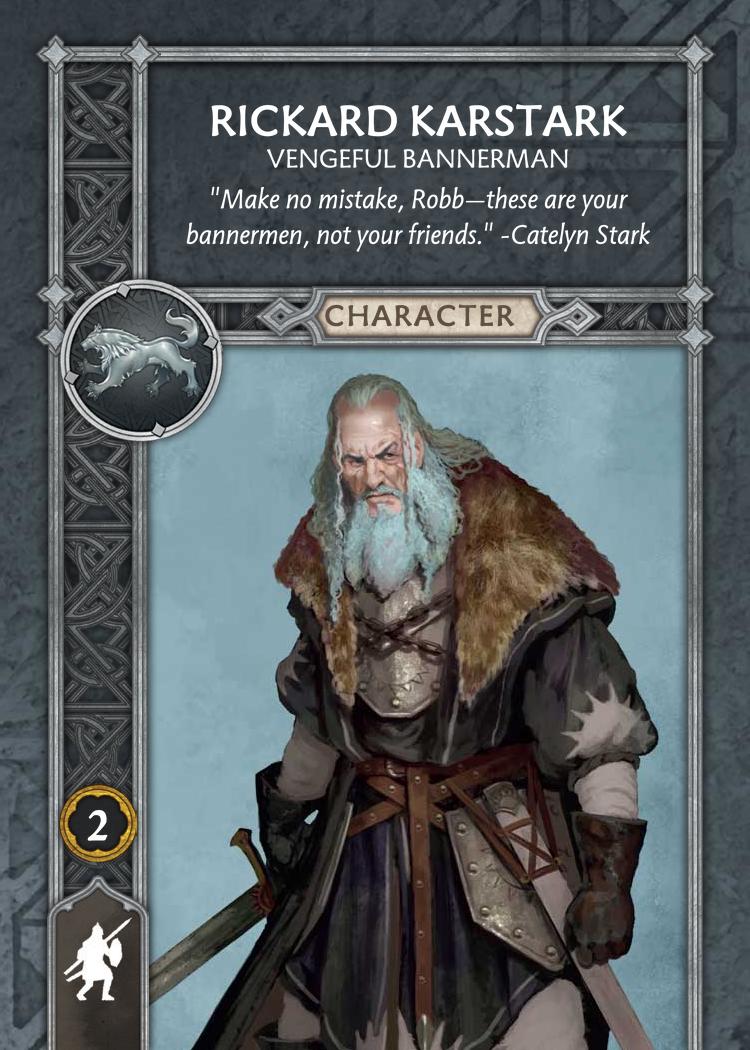 RICKARD KARSTARK
VENGEFUL BANNERMAN
"Make no mistake, Robb—these are your
bannermen, not your friends." -Catelyn Stark
CHARACTER
2